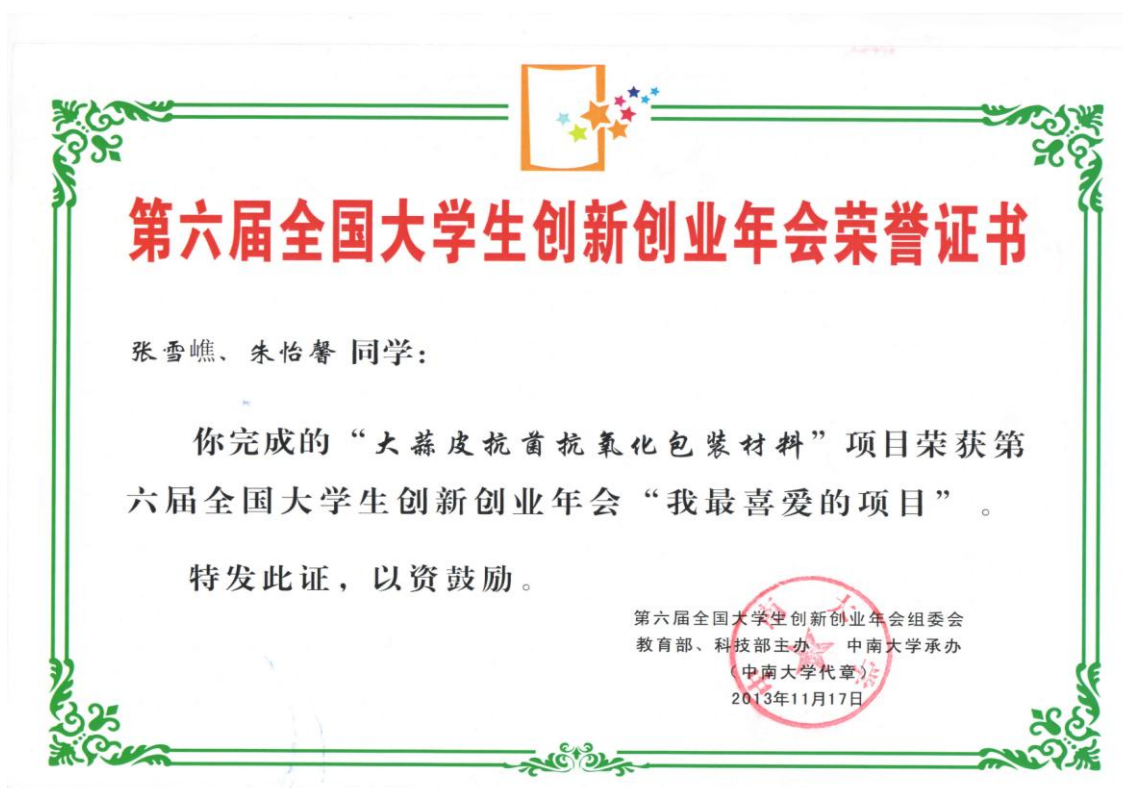 第六届全国大学生创新创业年会荣誉证书
张雪嶕、朱怡馨 同学：
你完成的“大蒜皮抗菌抗氧化包装材料”项目荣获第
六届全国大学生创新创业年会“我最喜爱的项目”。
特发此证，以资鼓励。
第六届全国大学生创新创业年会组委会
教育部、科技部主办 中南大学承办
（中南大学代章）
2013年11月17日
中南大学